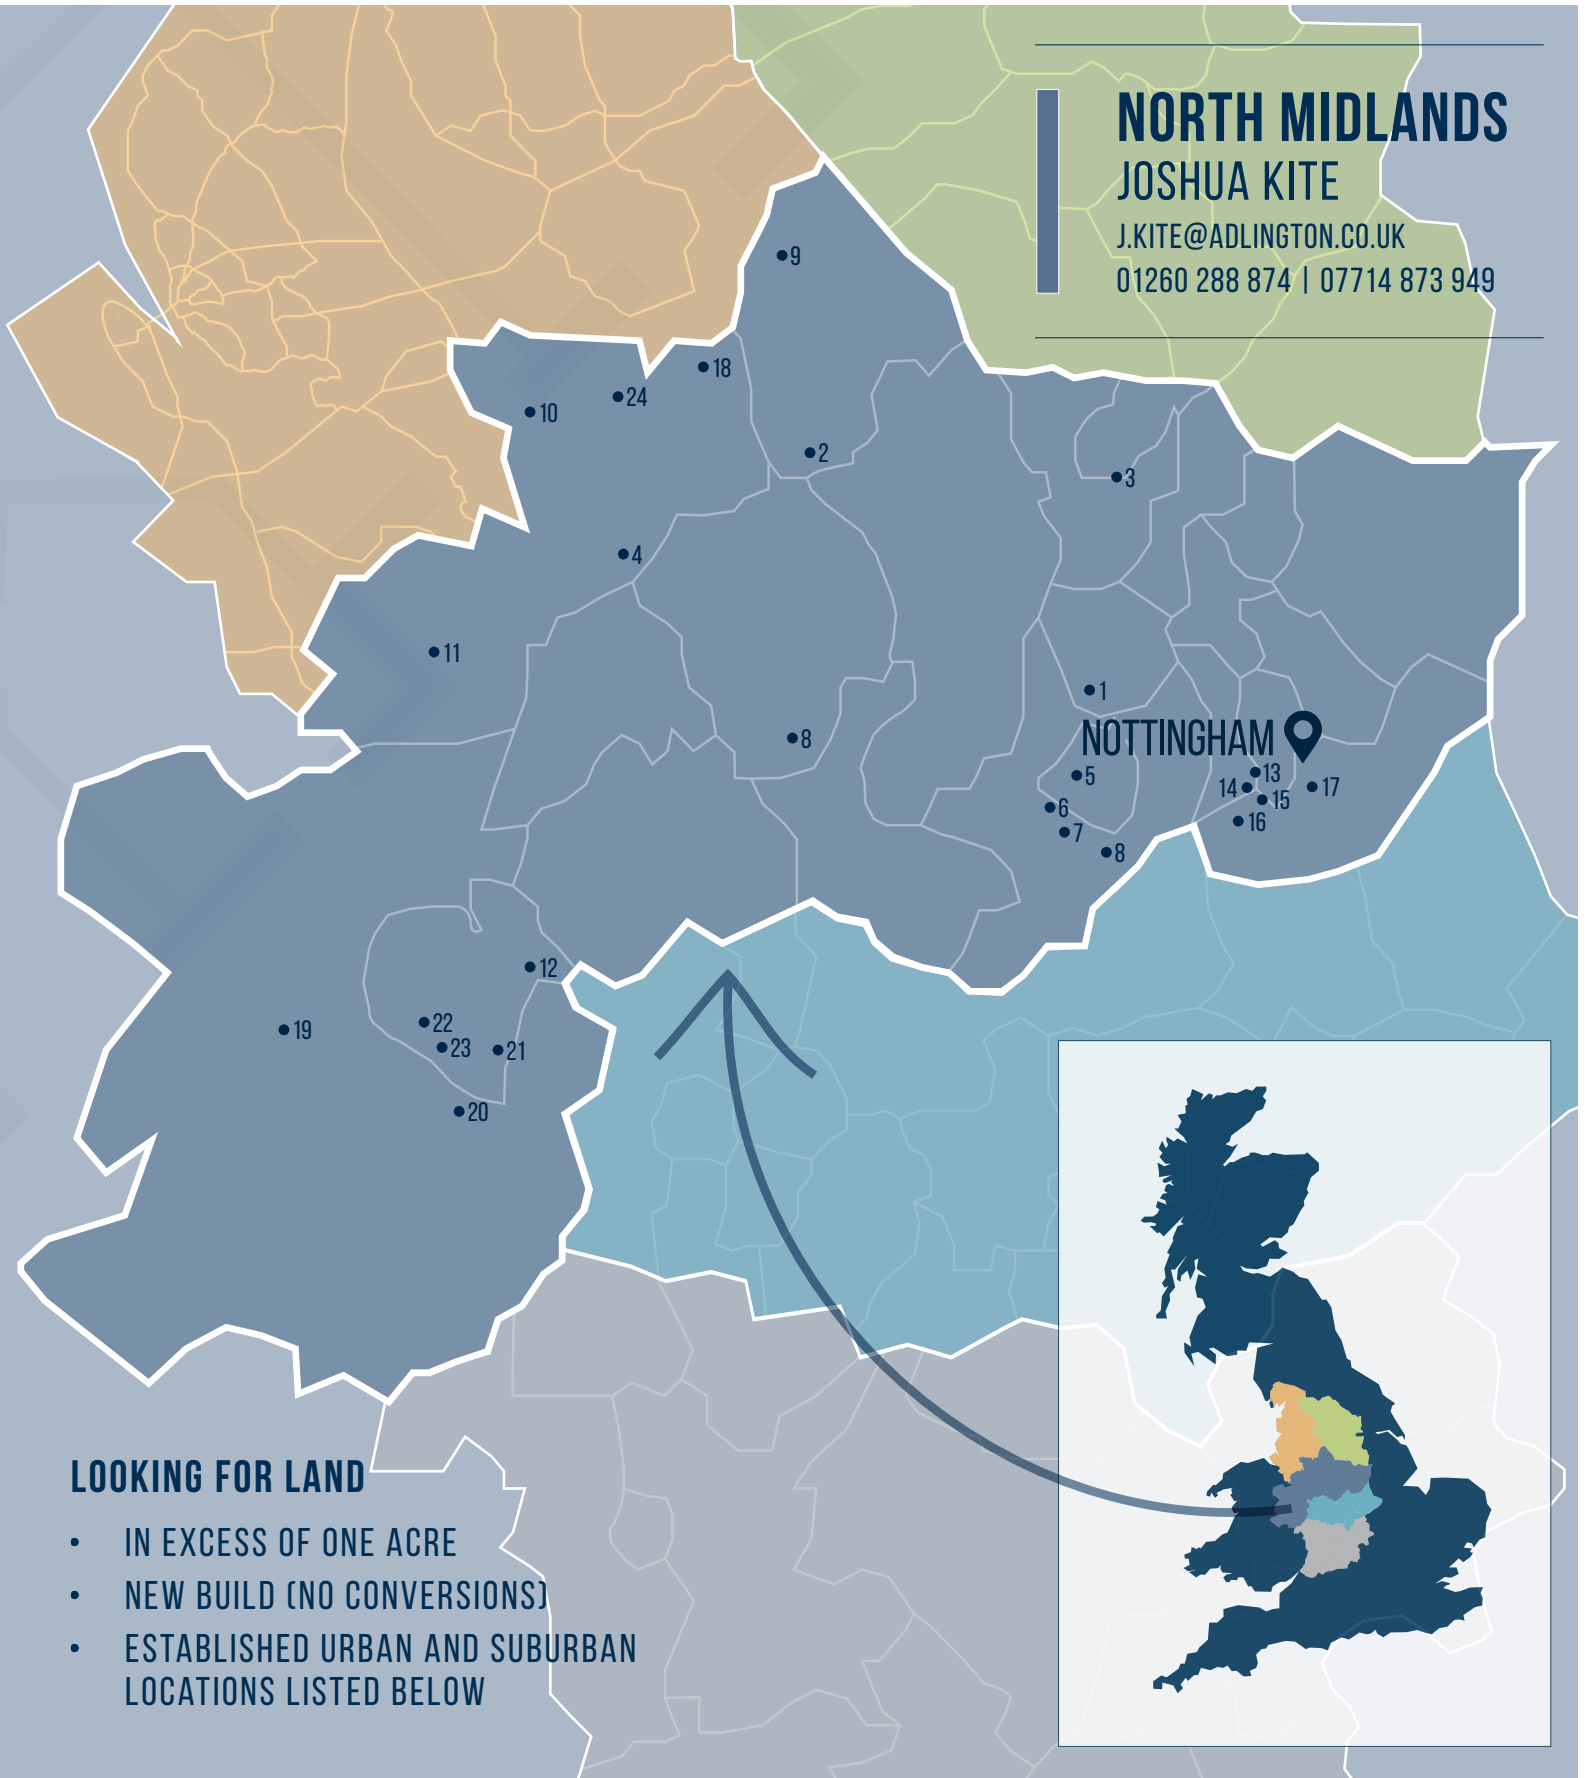 NORTH MIDLANDS
JOSHUA KITE
J.KITE@ADLINGTON.CO.UK
01260 288 874 | 07714 873 949
9
18
24
10
2
3
4
11
1
8
NOTTINGHAM
5
13
14
17
15
6
16
7
8
12
22
19
23
21
20
LOOKING FOR LAND
• IN EXCESS OF ONE ACRE
• NEW BUILD (NO CONVERSIONS)
• ESTABLISHED URBAN AND SUBURBAN
LOCATIONS LISTED BELOW